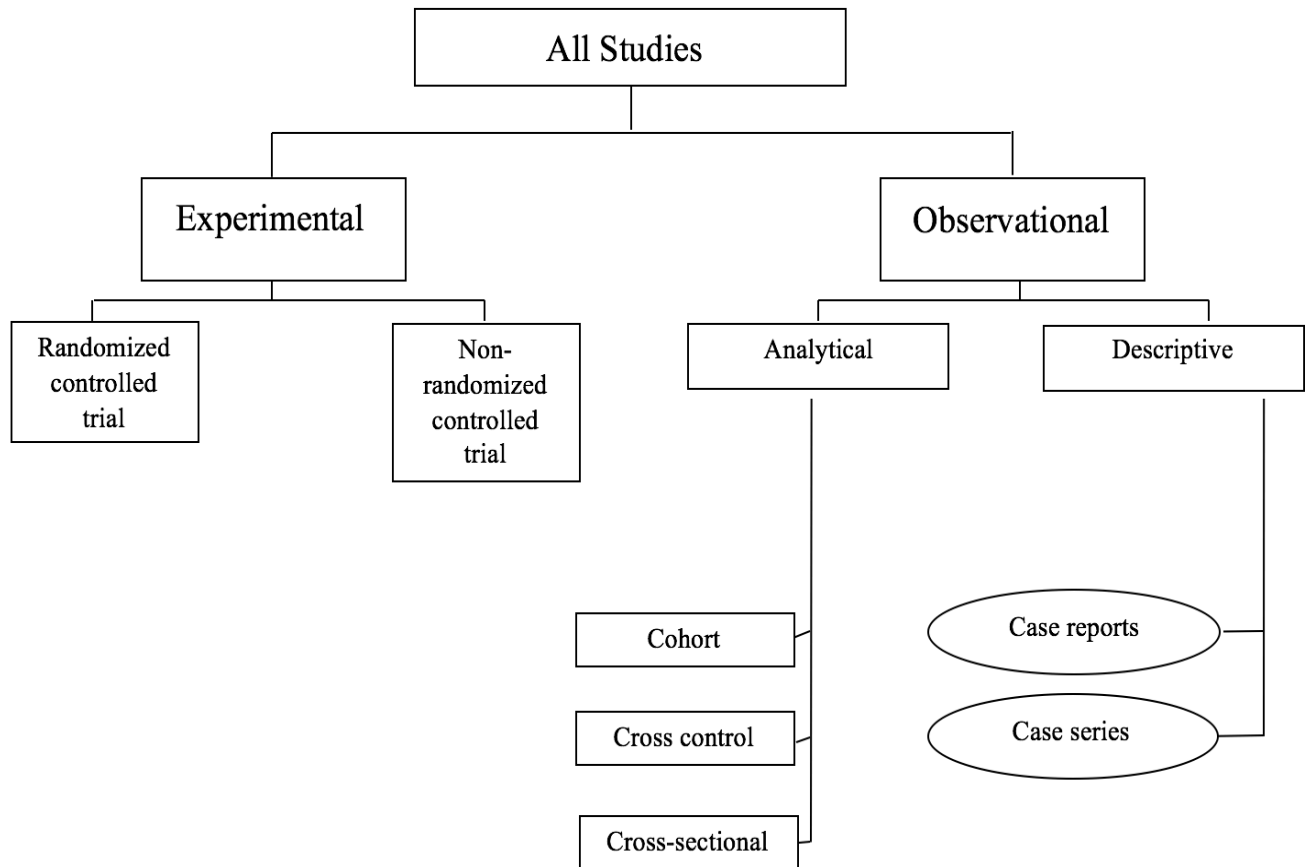 All Studies
Experimental
Observational
Randomized
controlled
trial
Non-
randomized
controlled
trial
Analytical
Descriptive
Cohort
Cross control
Cross-sectional
Case reports
Case series